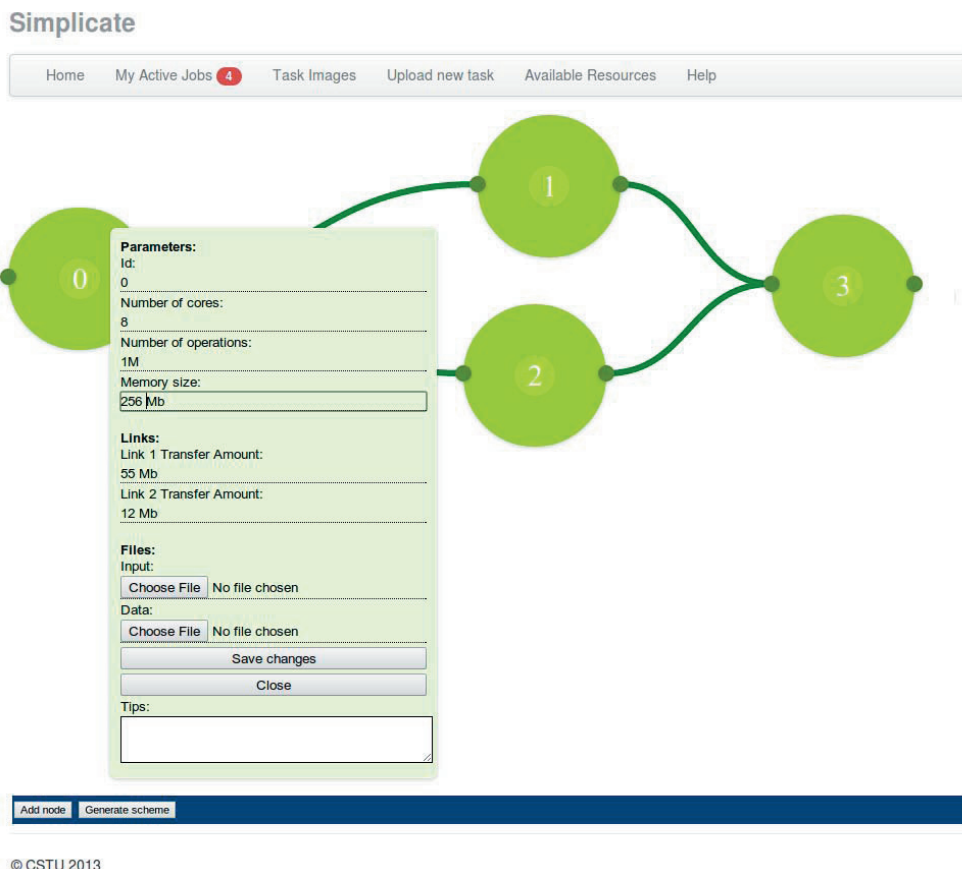 Simplicate
Home My Active Jobs 4 Task Images Upload new task Available Resources Help
1
0
3
2
Parameters:
Id:
0
Number of cores:
8
Number of operations:
1M
Memory size:
256 Mb
Links:
Link 1 Transfer Amount:
55 Mb
Link 2 Transfer Amount:
12 Mb
Files:
Input:
Choose File No file chosen
Data:
Choose File No file chosen
Save changes
Close
Tips:
Add node Generate scheme
© CSTU 2013